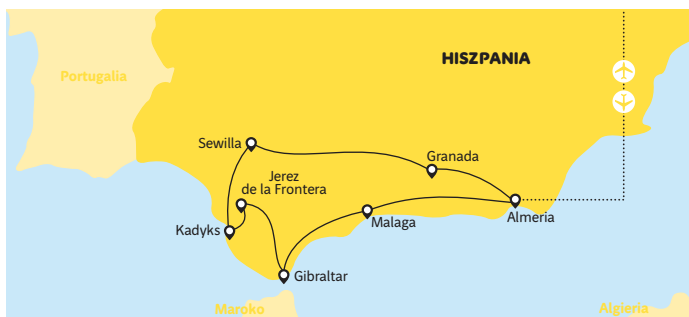 HISZPANIA
Portugalia
Sewilla
Granada
Jerez
de la Frontera
Almeria
Malaga
Kadyks
Gibraltar
Maroko
Algieria